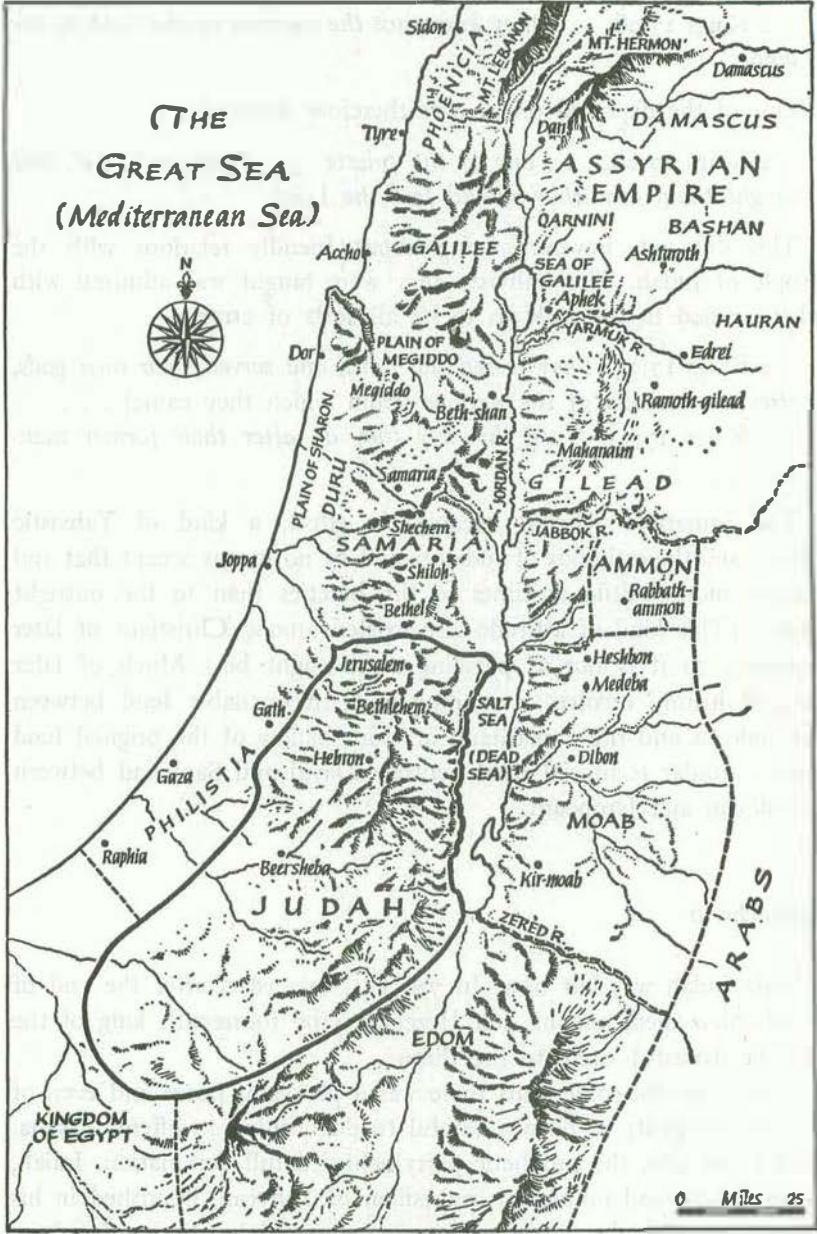 THE
GREAT SEA
(Mediterranean Sea)
N
Sidon
PHOENICIA
MT. LEBANON
MT. HERMON
Damascus
DAMASCUS
Tyre
Dan
ASSYRIAN
EMPIRE
BASHAN
QARNINI
GALILEE
Accho
SEA OF
GALILEE
Ashtaroth
Aphek
HAURAN
YARMUK R.
Dor
PLAIN OF
MEGIDDO
Edrei
Megiddo
Ramoth-gilead
Beth-shan
PLAIN OF SHARON
Mahanaim
DURU
JORDAN R.
Samaria
GILEAD
Shechem
JABBOK R.
SAMARIA
Joppa
AMMON
Shiloh
Rabbath-
ammon
Bethel
Jerusalem
Heshbon
Medeba
Bethlehem
SALT
SEA
(DEAD
SEA)
Gath
Hebron
Dibon
Gaza
PHILISTIA
MOAB
Raphia
Beersheba
Kir-moab
JUDAH
ARABS
ZERED R.
EDOM
KINGDOM
OF EGYPT
0 Miles 25